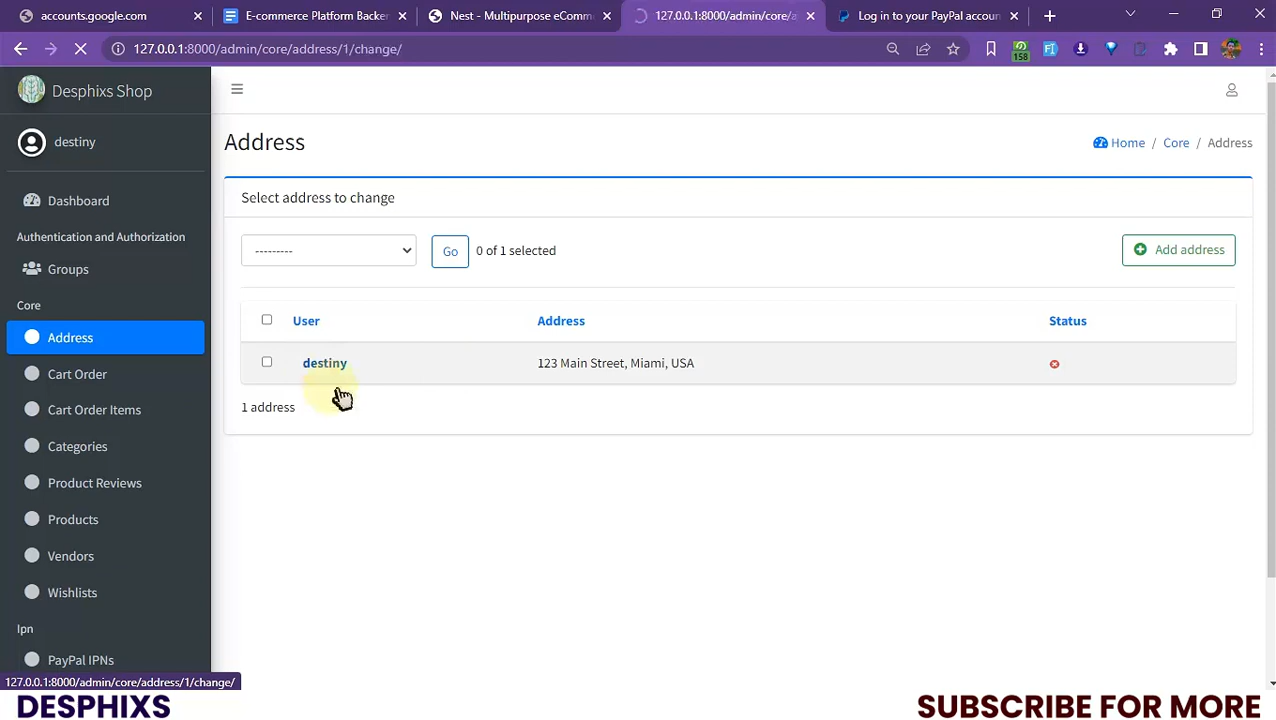 accounts.google.com
E-commerce Platform Backe
Nest - Multipurpose eComm
127.0.0.1:8000/admin/core/a
Log in to your PayPal accoun
127.0.0.1:8000/admin/core/address/1/change/
158
Desphixs Shop
destiny
Address
Home / Core / Address
Dashboard
Select address to change
Authentication and Authorization
---------
Go
0 of 1 selected
Add address
Groups
Core
User
Address
Status
Address
destiny
123 Main Street, Miami, USA
Cart Order
1 address
Cart Order Items
Categories
Product Reviews
Products
Vendors
Wishlists
Ipn
PayPal IPNs
127.0.0.1:8000/admin/core/address/1/change/
DESPHIXS
SUBSCRIBE FOR MORE